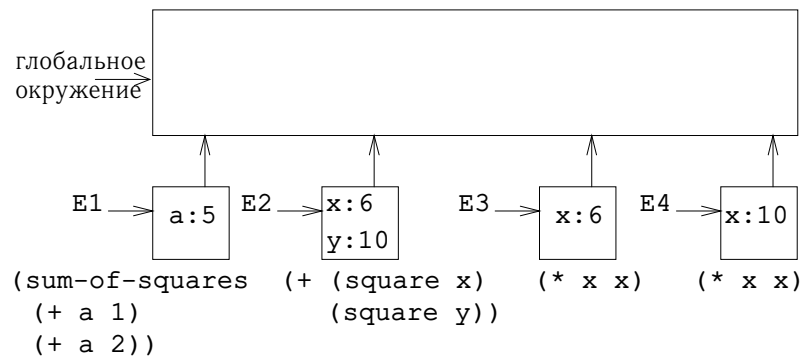 глобальное
окружение
E1
a:5
E2
x:6
y:10
E3
x:6
E4
x:10
(sum-of-squares
(+ a 1)
(+ a 2))
(+ (square x)
(square y))
(* x x)
(* x x)